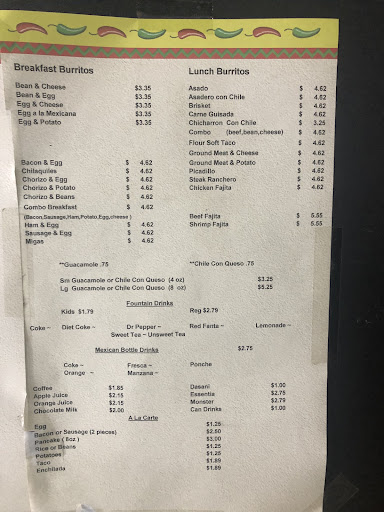 Breakfast Burritos
Bean & Cheese $3.35
Bean & Egg $3.35
Egg & Cheese $3.35
Egg a la Mexicana $3.35
Egg & Potato $3.35
Bacon & Egg $ 4.62
Chilaquiles $ 4.62
Chorizo & Egg $ 4.62
Chorizo & Potato $ 4.62
Chorizo & Beans $ 4.62
Combo Breakfast $ 4.62
(Bacon,Sausage,Ham,Potato,Egg,cheese )
Ham & Egg $ 4.62
Sausage & Egg $ 4.62
Migas $ 4.62
Lunch Burritos
Asado $ 4.62
Asadero con Chile $ 4.62
Brisket $ 4.62
Carne Guisada $ 4.62
Chicharron Con Chile $ 3.25
Combo (beef,bean,cheese) $ 4.62
Flour Soft Taco $ 4.62
Ground Meat & Cheese $ 4.62
Ground Meat & Potato $ 4.62
Picadillo $ 4.62
Steak Ranchero $ 4.62
Chicken Fajita $ 4.62
Beef Fajita $ 5.55
Shrimp Fajita $ 5.55
**Guacamole .75 **Chile Con Queso .75
Sm Guacamole or Chile Con Queso (4 oz) $3.25
Lg Guacamole or Chile Con Queso (8 oz) $5.25
Fountain Drinks
Kids $1.79 Reg $2.79
Coke ~ Diet Coke ~ Dr Pepper ~ Red Fanta ~ Lemonade ~
Sweet Tea ~ Unsweet Tea
Mexican Bottle Drinks $2.75
Coke ~ Fresca ~ Ponche
Orange ~ Manzana ~
Coffee $1.85
Apple Juice $2.15
Orange Juice $2.15
Chocolate Milk $2.00
Dasani $1.00
Essentia $2.75
Monster $2.79
Can Drinks $1.00
A La Carte
Egg $1.25
Bacon or Sausage (2 pieces) $2.50
Pancake ( 6oz ) $3.00
Rice or Beans $1.25
Potatoes $1.25
Taco $1.89
Enchilada $1.89